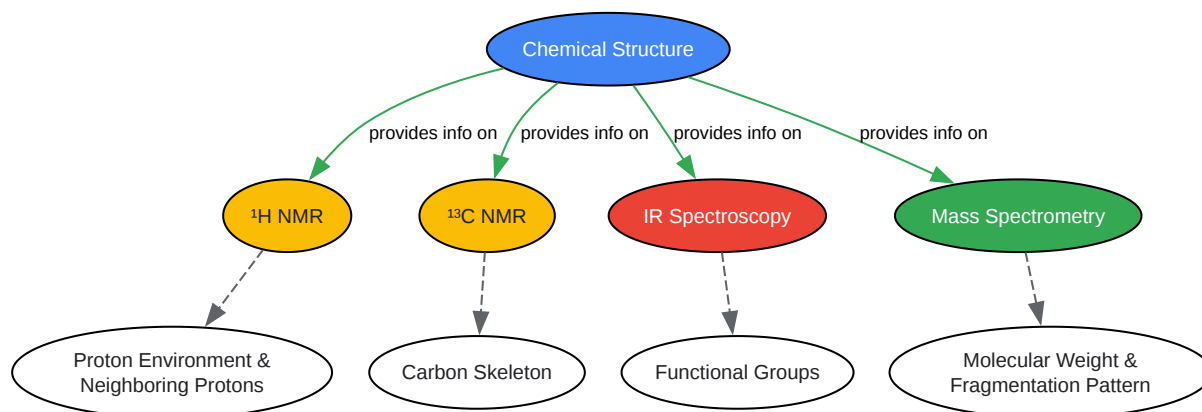 Chemical Structure
provides info on
provides info on
provides info on
provides info on
¹H NMR
¹³C NMR
IR Spectroscopy
Mass Spectrometry
Proton Environment &
Neighboring Protons
Carbon Skeleton
Functional Groups
Molecular Weight &
Fragmentation Pattern